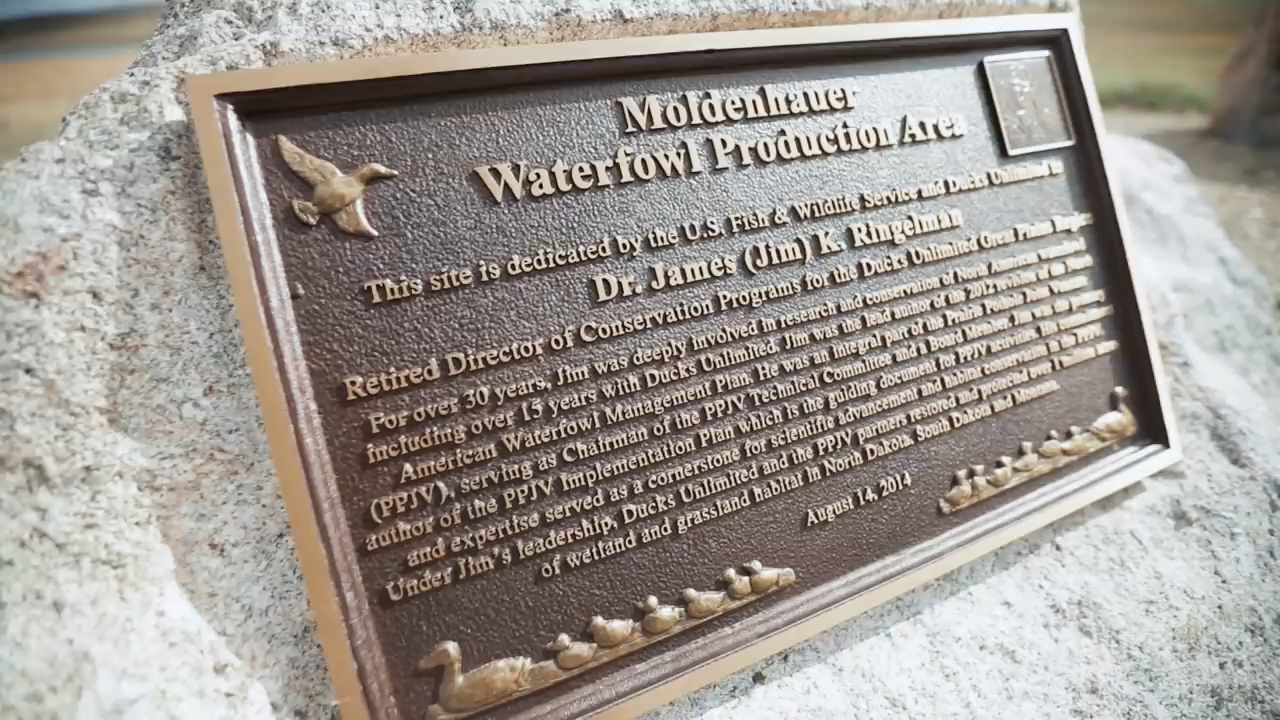 Moldenhauer
Waterfowl Production Area
This site is dedicated by the U.S. Fish & Wildlife Service and Ducks Unlimited to
Dr. James (Jim) K. Ringelman
Retired Director of Conservation Programs for the Ducks Unlimited Great Plains Region
For over 30 years, Jim was deeply involved in research and conservation of North American waterfowl
including over 15 years with Ducks Unlimited. Jim was the lead author of the 2012 revision of the North
American Waterfowl Management Plan. He was an integral part of the Prairie Pothole Joint Venture
(PPJV), serving as Chairman of the PPJV Technical Committee and a Board Member. Jim was the primary
author of the PPJV Implementation Plan which is the guiding document for PPJV activities. His
and expertise served as a cornerstone for scientific advancement and habitat conservation in the PPJV.
Under Jim's leadership, Ducks Unlimited and the PPJV partners restored and protected over 1 million
of wetland and grassland habitat in North Dakota, South Dakota and Montana.
August 14, 2014